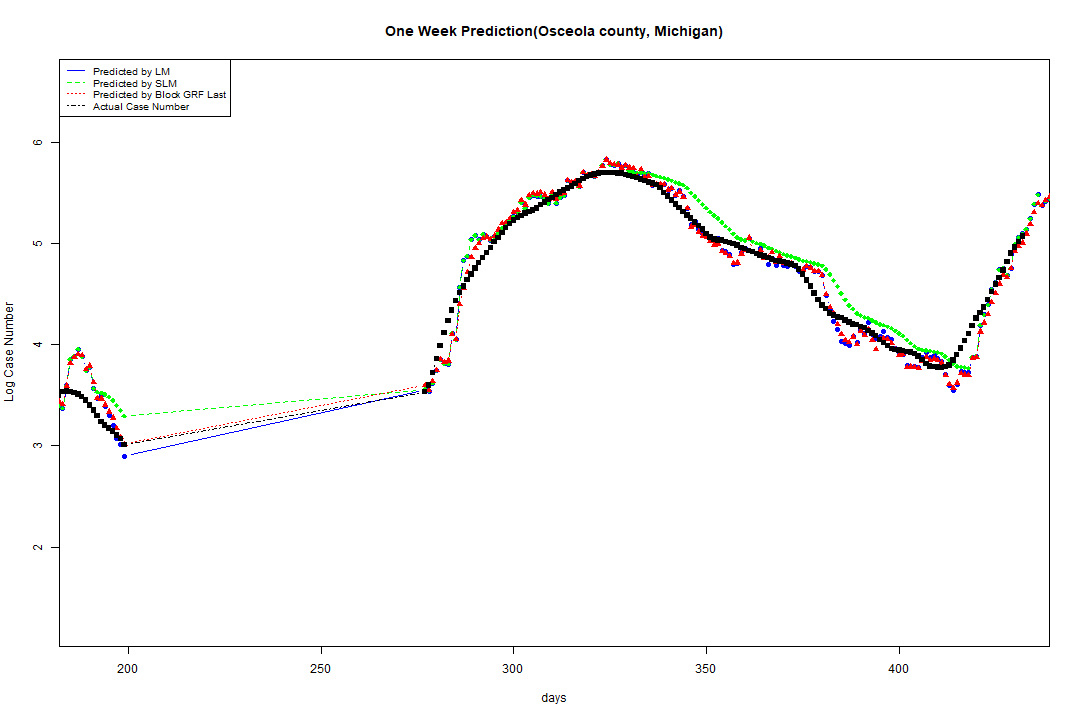 One Week Prediction(Osceola county, Michigan)
Predicted by LM
Predicted by SLM
Predicted by Block GRF Last
Actual Case Number
6
5
4
3
2
Log Case Number
200 250 300 350 400
days